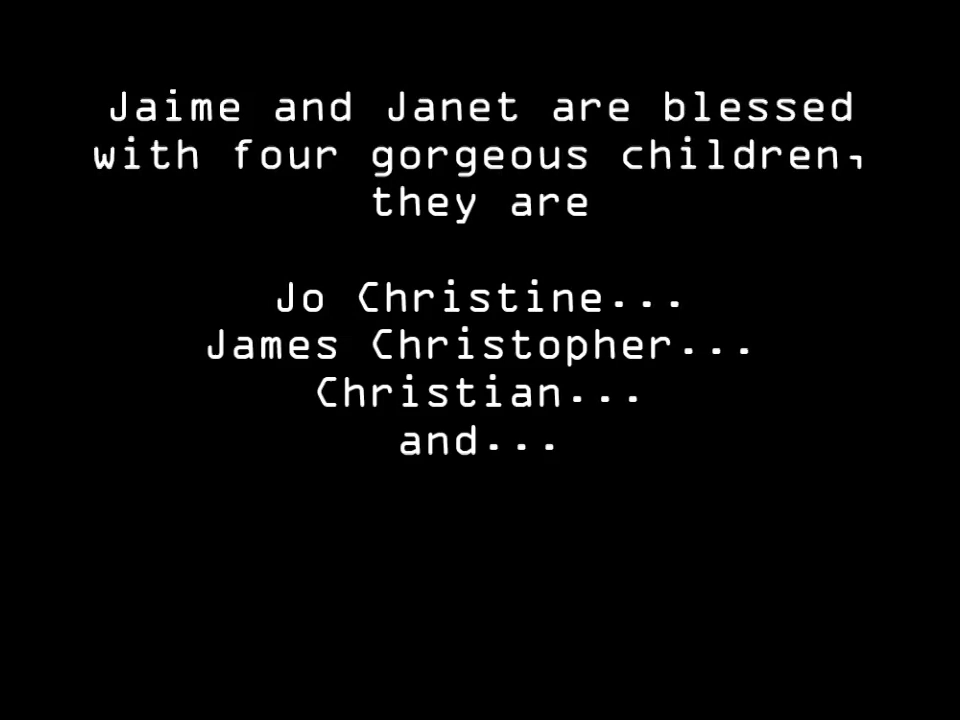 Jaime and Janet are blessed
with four gorgeous children,
they are
Jo Christine...
James Christopher...
Christian...
and...